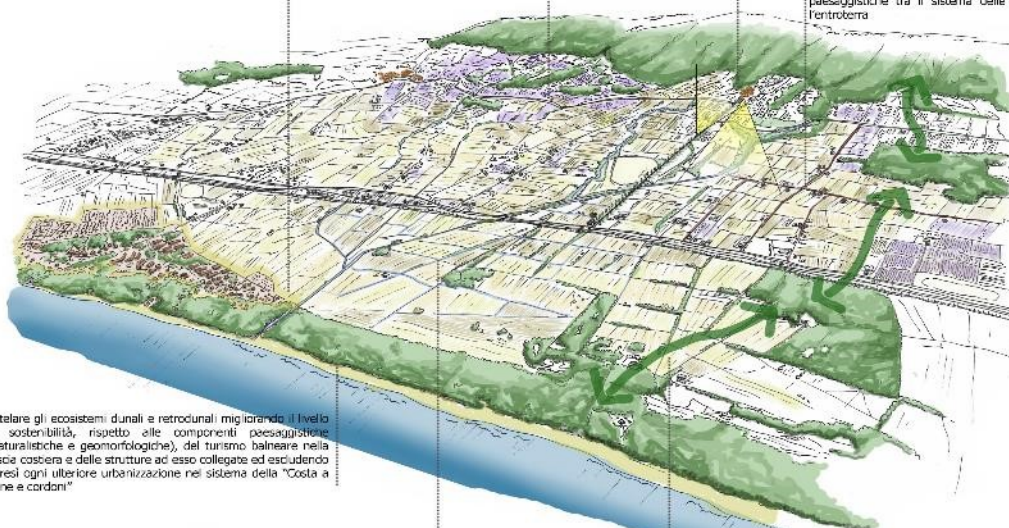 paesaggistiche tra il sistema delle
l'entroterra
telare gli ecosistemi dunali e retrodunali migliorando il livello
sostenibilità, rispetto alle componenti paesaggistiche
aturalistiche e geomorfologiche), del turismo balneare nella
scia costiera e delle strutture ad esso collegate ed escludendo
resì ogni ulteriore urbanizzazione nel sistema della "Costa a
ne e cordoni"